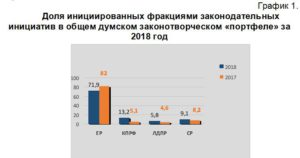 График 1.
Доля инициированных фракциями законодательных
инициатив в общем думском законотворческом «портфеле» за
2018 год
100
80
60
40
20
0
71,9
82
13,2
5,1
5,8
4,6
9,1
8,2
ЕР
КПРФ
ЛДПР
СР
2018
2017